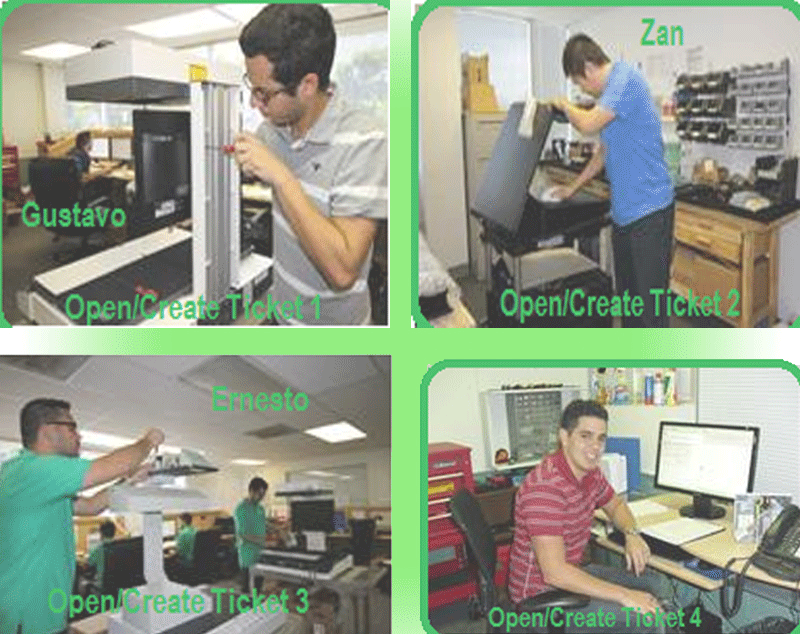 Gustavo
Open/Create Ticket 1
Zan
Open/Create Ticket 2
Ernesto
Open/Create Ticket 3
Open/Create Ticket 4